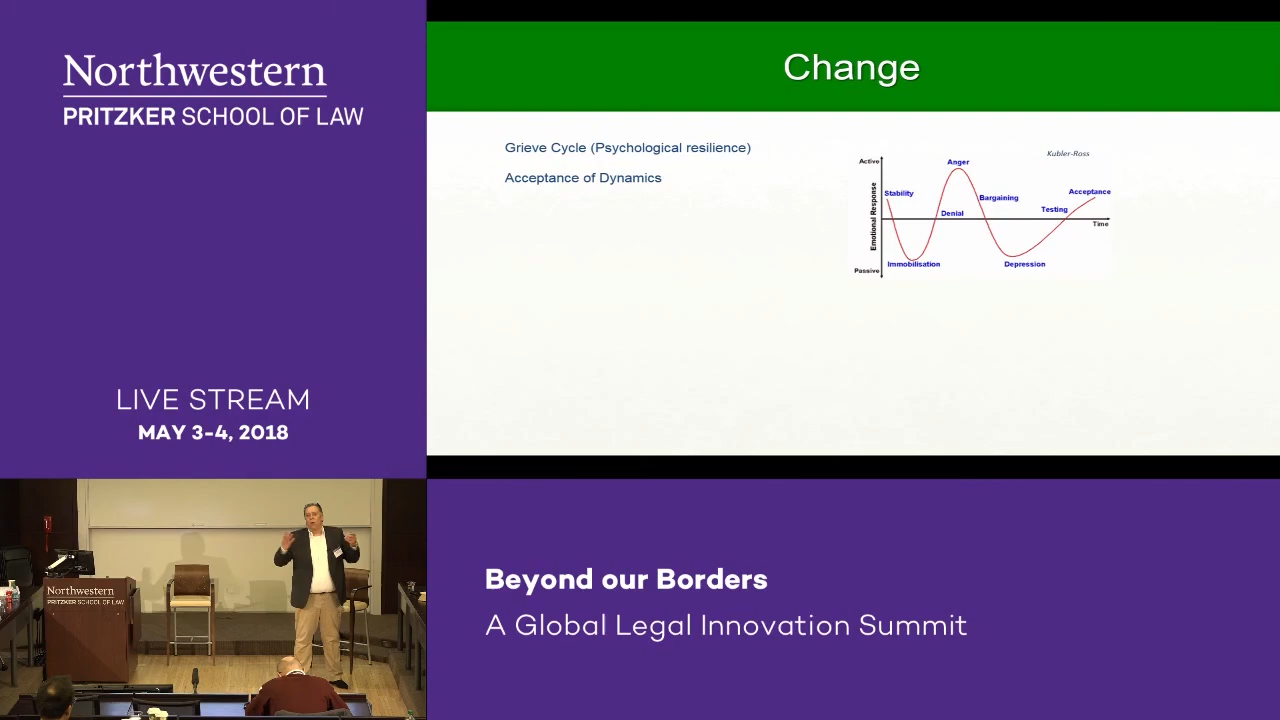 Northwestern
PRITZKER SCHOOL OF LAW
LIVE STREAM
MAY 3-4, 2018
Change
Grieve Cycle (Psychological resilience)
Acceptance of Dynamics
Kubler-Ross
Active
Emotional Response
Passive
Stability
Immobilisation
Anger
Denial
Bargaining
Depression
Testing
Acceptance
Time
Northwestern
PRITZKER SCHOOL OF LAW
Beyond our Borders
A Global Legal Innovation Summit